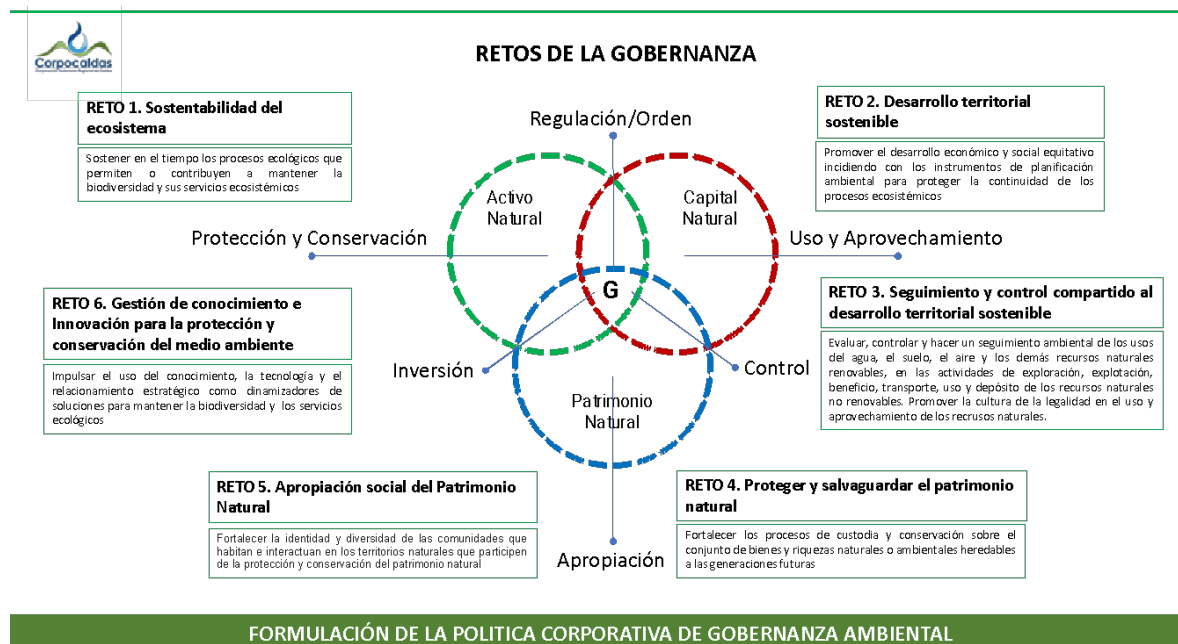 Corpocaldas
RETOS DE LA GOBERNANZA
RETO 1. Sostentabilidad del
ecosistema
Sostener en el tiempo los procesos ecológicos que
permiten o contribuyen a mantener la
biodiversidad y sus servicios ecosistémicos
Regulación/Orden
RETO 2. Desarrollo territorial
sostenible
Promover el desarrollo económico y social equitativo
incidiendo con los instrumentos de planificación
ambiental para proteger la continuidad de los
procesos ecosistémicos
Activo
Natural
Capital
Natural
Protección y Conservación
Uso y Aprovechamiento
RETO 6. Gestión de conocimiento e
Innovación para la protección y
conservación del medio ambiente
Impulsar el uso del conocimiento, la tecnología y el
relacionamiento estratégico como dinamizadores de
soluciones para mantener la biodiversidad y los servicios
ecológicos
G
RETO 3. Seguimiento y control compartido al
desarrollo territorial sostenible
Evaluar, controlar y hacer un seguimiento ambiental de los usos
del agua, el suelo, el aire y los demás recursos naturales
renovables, en las actividades de exploración, explotación,
beneficio, transporte, uso y depósito de los recursos naturales
no renovables. Promover la cultura de la legalidad en el uso y
aprovechamiento de los recrusos naturales.
Inversión
Control
Patrimonio
Natural
RETO 5. Apropiación social del Patrimonio
Natural
Fortalecer la identidad y diversidad de las comunidades que
habitan e interactuan en los territorios naturales que participen
de la protección y conservación del patrimonio natural
Apropiación
RETO 4. Proteger y salvaguardar el patrimonio
natural
Fortalecer los procesos de custodia y conservación sobre el
conjunto de bienes y riquezas naturales o ambientales heredables
a las generaciones futuras
FORMULACIÓN DE LA POLITICA CORPORATIVA DE GOBERNANZA AMBIENTAL